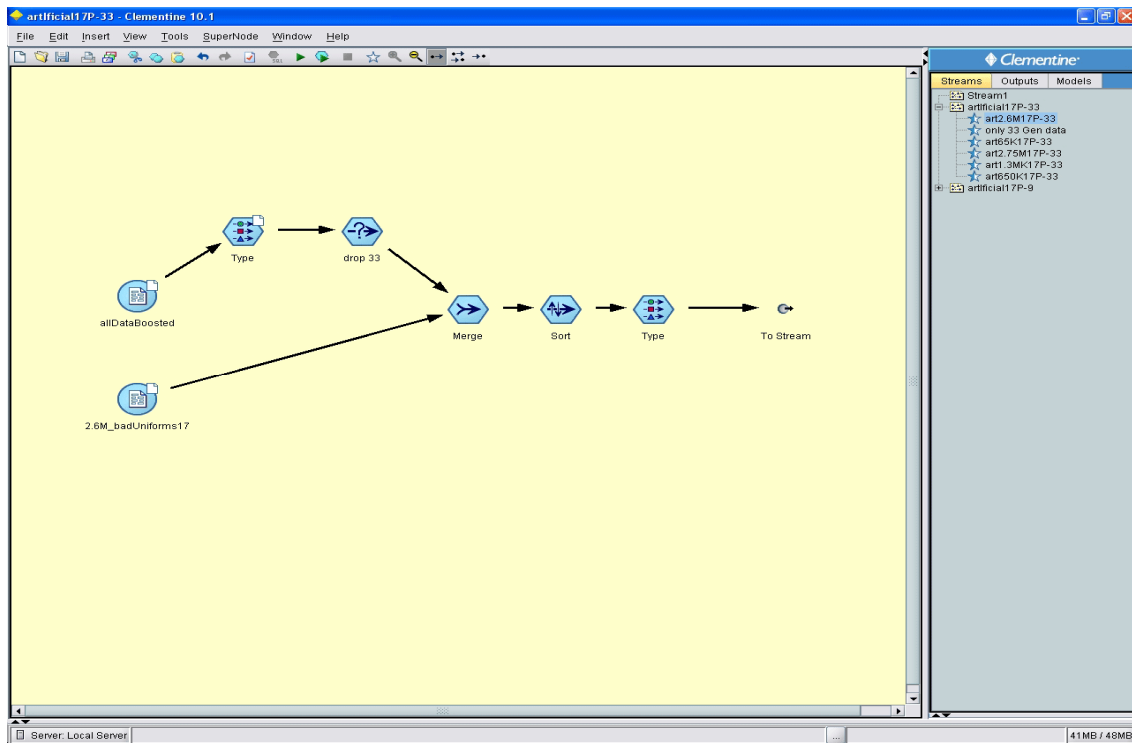 artIficial17P-33 - Clementine 10.1
File Edit Insert View Tools SuperNode Window Help
Clementine
Streams Outputs Models
Stream1
artIficial17P-33
art2.6M17P-33
only 33 Gen data
art65K17P-33
art2.75M17P-33
art1.3MK17P-33
art650K17P-33
artIficial17P-9
Type
drop 33
allDataBoosted
Merge
Sort
Type
To Stream
2.6M_badUniforms17
Server: Local Server
...
41MB / 48MB